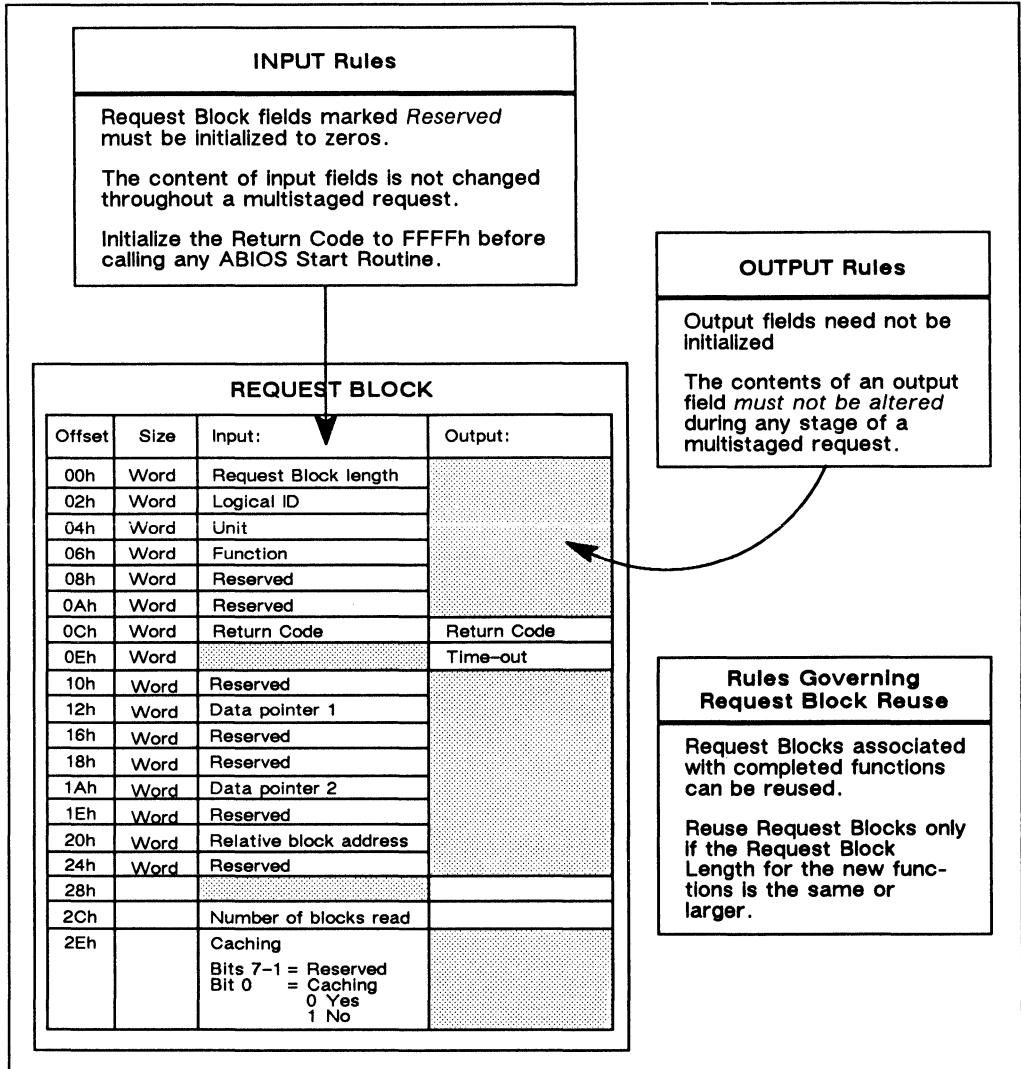 INPUT Rules
Request Block fields marked Reserved
must be initialized to zeros.
The content of input fields is not changed
throughout a multistaged request.
Initialize the Return Code to FFFFh before
calling any ABIOS Start Routine.
OUTPUT Rules
Output fields need not be
initialized
The contents of an output
field must not be altered
during any stage of a
multistaged request.
REQUEST BLOCK
Offset Size Input: Output:
00h Word Request Block length
02h Word Logical ID
04h Word Unit
06h Word Function
08h Word Reserved
0Ah Word Reserved
0Ch Word Return Code Return Code
0Eh Word Time-out
10h Word Reserved
12h Word Data pointer 1
16h Word Reserved
18h Word Reserved
1Ah Word Data pointer 2
1Eh Word Reserved
20h Word Relative block address
24h Word Reserved
28h
2Ch Number of blocks read
2Eh Caching
Bits 7-1 = Reserved
Bit 0 = Caching
0 Yes
1 No
Rules Governing
Request Block Reuse
Request Blocks associated
with completed functions
can be reused.
Reuse Request Blocks only
if the Request Block
Length for the new func-
tions is the same or
larger.